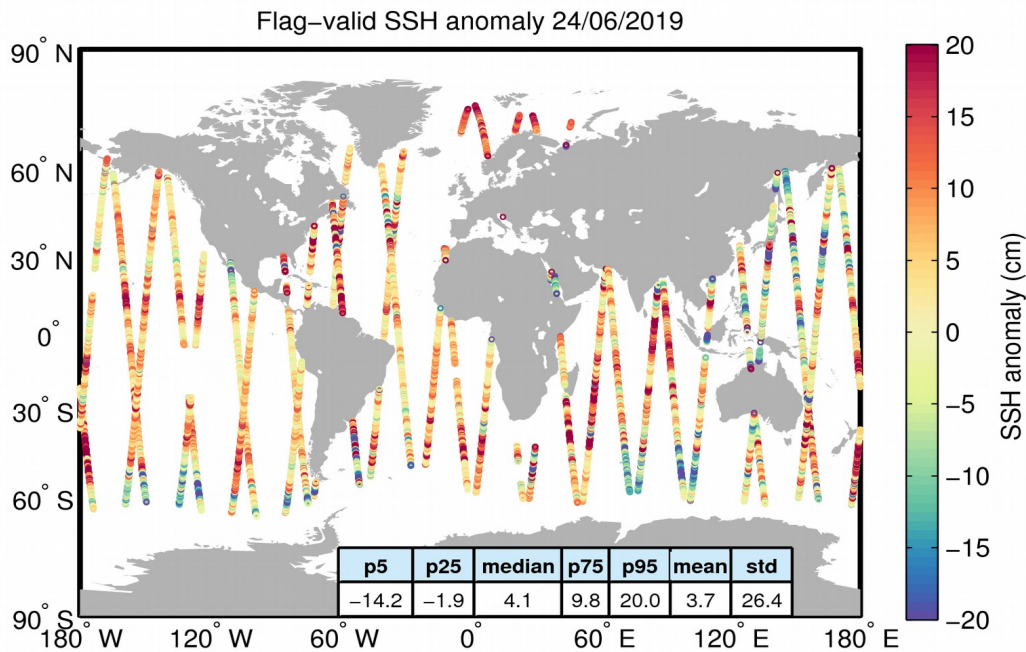 Flag−valid SSH anomaly 24/06/2019
90° N
60° N
30° N
0°
30° S
60° S
90° S
180° W
120° W
60° W
0°
60° E
120° E
180° E
p5 p25 median p75 p95 mean std
−14.2 −1.9 4.1 9.8 20.0 3.7 26.4
20
15
10
5
0
−5
−10
−15
−20
SSH anomaly (cm)